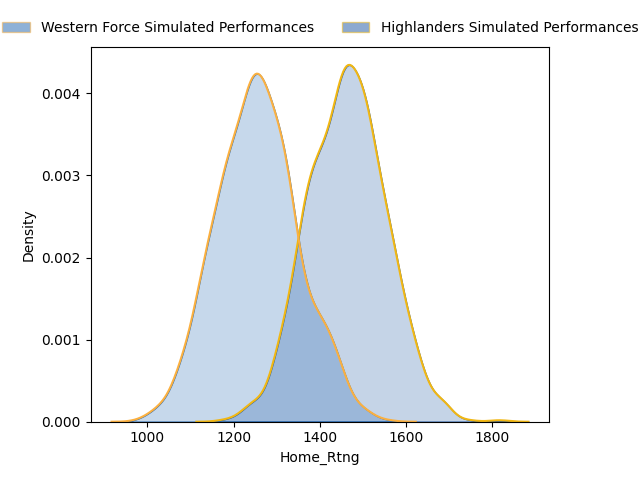 Western Force Simulated Performances Highlanders Simulated Performances
0.004
0.003
Density
0.002
0.001
0.000
1000 1200 1400 1600 1800
Home_Rtng